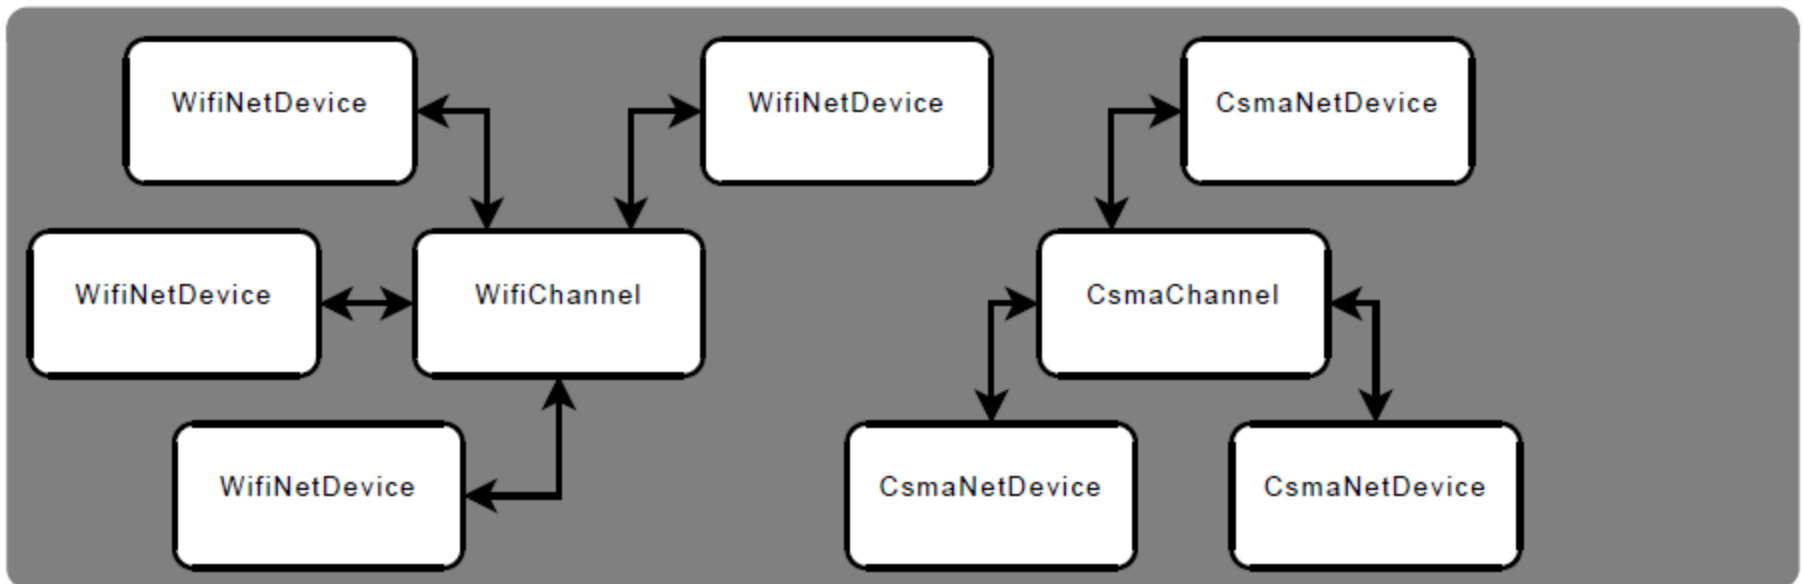 WifiNetDevice
WifiNetDevice
CsmaNetDevice
WifiNetDevice
WifiChannel
CsmaChannel
WifiNetDevice
CsmaNetDevice
CsmaNetDevice